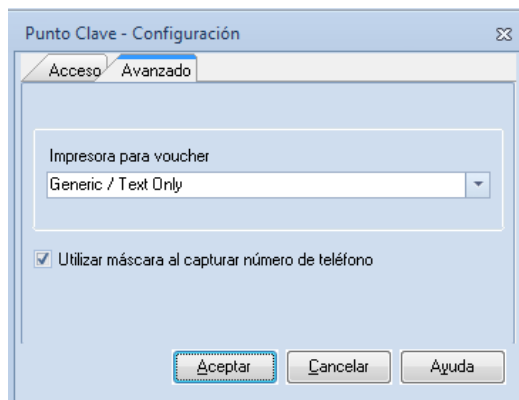 Punto Clave - Configuración
Acceso Avanzado
Impresora para voucher
Generic / Text Only
Utilizar máscara al capturar número de teléfono
Aceptar Cancelar Ayuda